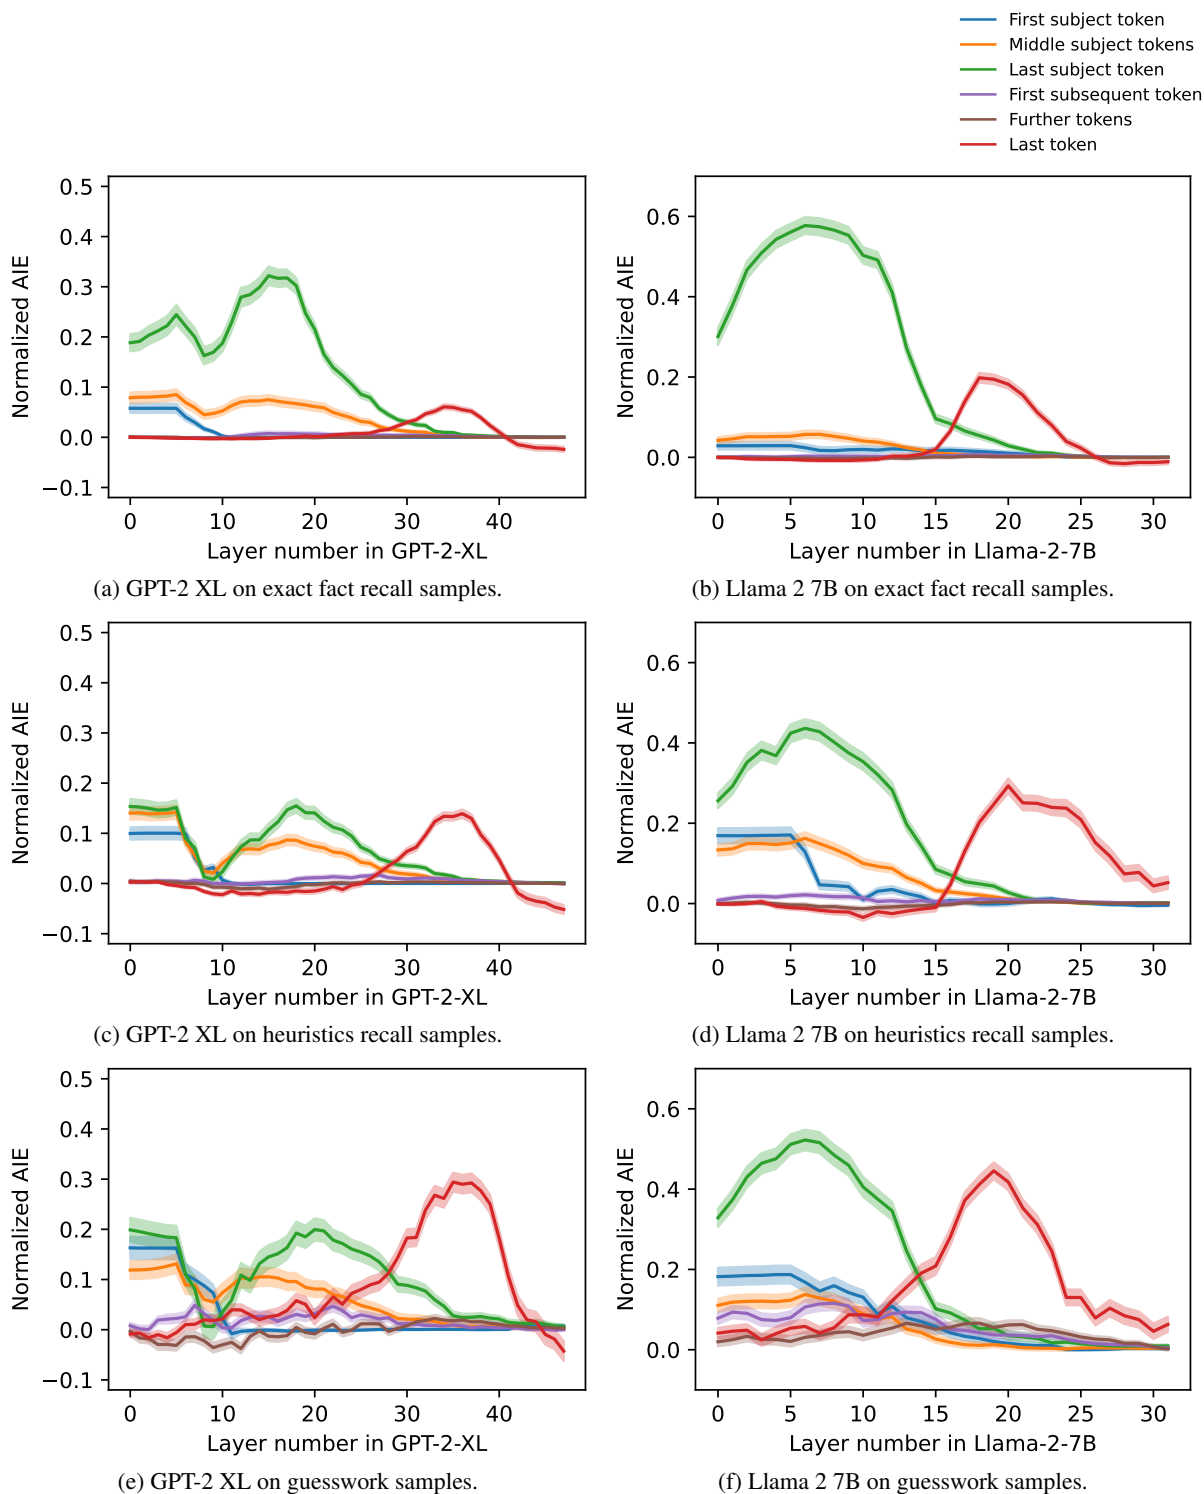 First subject token
Middle subject tokens
Last subject token
First subsequent token
Further tokens
Last token
Normalized AIE
0.5
0.4
0.3
0.2
0.1
0.0
−0.1
0 10 20 30 40
Layer number in GPT-2-XL
(a) GPT-2 XL on exact fact recall samples.
Normalized AIE
0.6
0.4
0.2
0.0
0 5 10 15 20 25 30
Layer number in Llama-2-7B
(b) Llama 2 7B on exact fact recall samples.
Normalized AIE
0.5
0.4
0.3
0.2
0.1
0.0
−0.1
0 10 20 30 40
Layer number in GPT-2-XL
(c) GPT-2 XL on heuristics recall samples.
Normalized AIE
0.6
0.4
0.2
0.0
0 5 10 15 20 25 30
Layer number in Llama-2-7B
(d) Llama 2 7B on heuristics recall samples.
Normalized AIE
0.5
0.4
0.3
0.2
0.1
0.0
−0.1
0 10 20 30 40
Layer number in GPT-2-XL
(e) GPT-2 XL on guesswork samples.
Normalized AIE
0.6
0.4
0.2
0.0
0 5 10 15 20 25 30
Layer number in Llama-2-7B
(f) Llama 2 7B on guesswork samples.